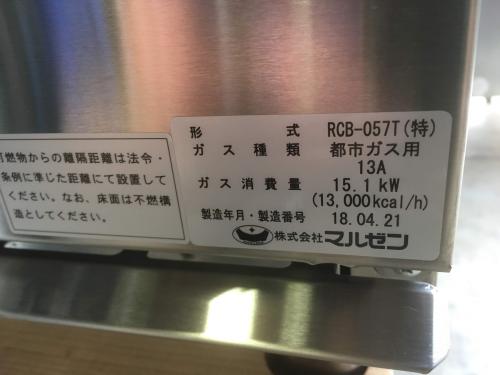 可燃物からの離隔距離は法令・
条例に準じた距離にて設置して
ください。なお、床面は不燃構
造としてください。
形 式 RCB-057T(特)
ガス種類 都市ガス用
13A
ガス消費量 15.1 kW
(13,000kcal/h)
製造年月・製造番号 18.04.21
株式会社マルゼン